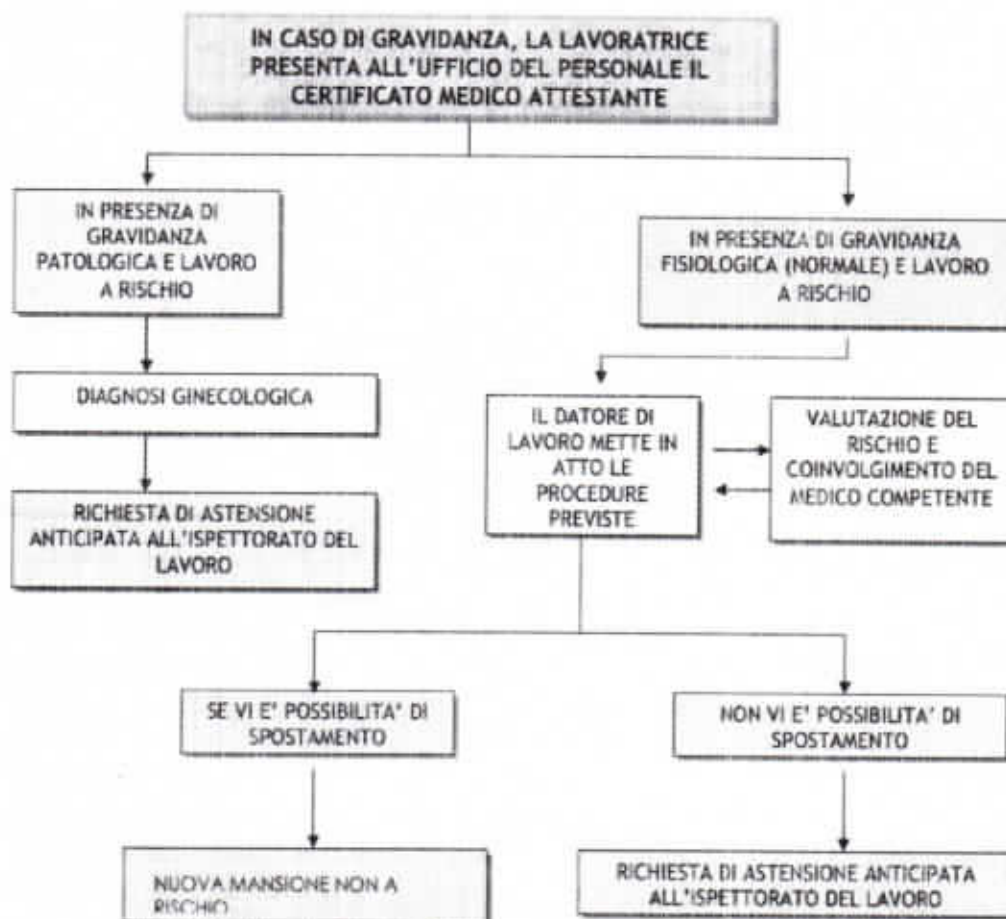 IN CASO DI GRAVIDANZA, LA LAVORATRICE
PRESENTA ALL'UFFICIO DEL PERSONALE IL
CERTIFICATO MEDICO ATTESTANTE
IN PRESENZA DI
GRAVIDANZA
PATOLOGICA E LAVORO
A RISCHIO
IN PRESENZA DI GRAVIDANZA
FISIOLOGICA (NORMALE) E LAVORO
A RISCHIO
DIAGNOSI GINECOLOGICA
IL DATORE DI
LAVORO METTE IN
ATTO LE
PROCEDURE
PREVISTE
VALUTAZIONE DEL
RISCHIO E
COINVOLGIMENTO DEL
MEDICO COMPETENTE
RICHIESTA DI ASTENSIONE
ANTICIPATA ALL'ISPETTORATO DEL
LAVORO
SE VI E' POSSIBILITA' DI
SPOSTAMENTO
NON VI E' POSSIBILITA' DI
SPOSTAMENTO
NUOVA MANSIONE NON A
RISCHIO
RICHIESTA DI ASTENSIONE ANTICIPATA
ALL'ISPETTORATO DEL LAVORO